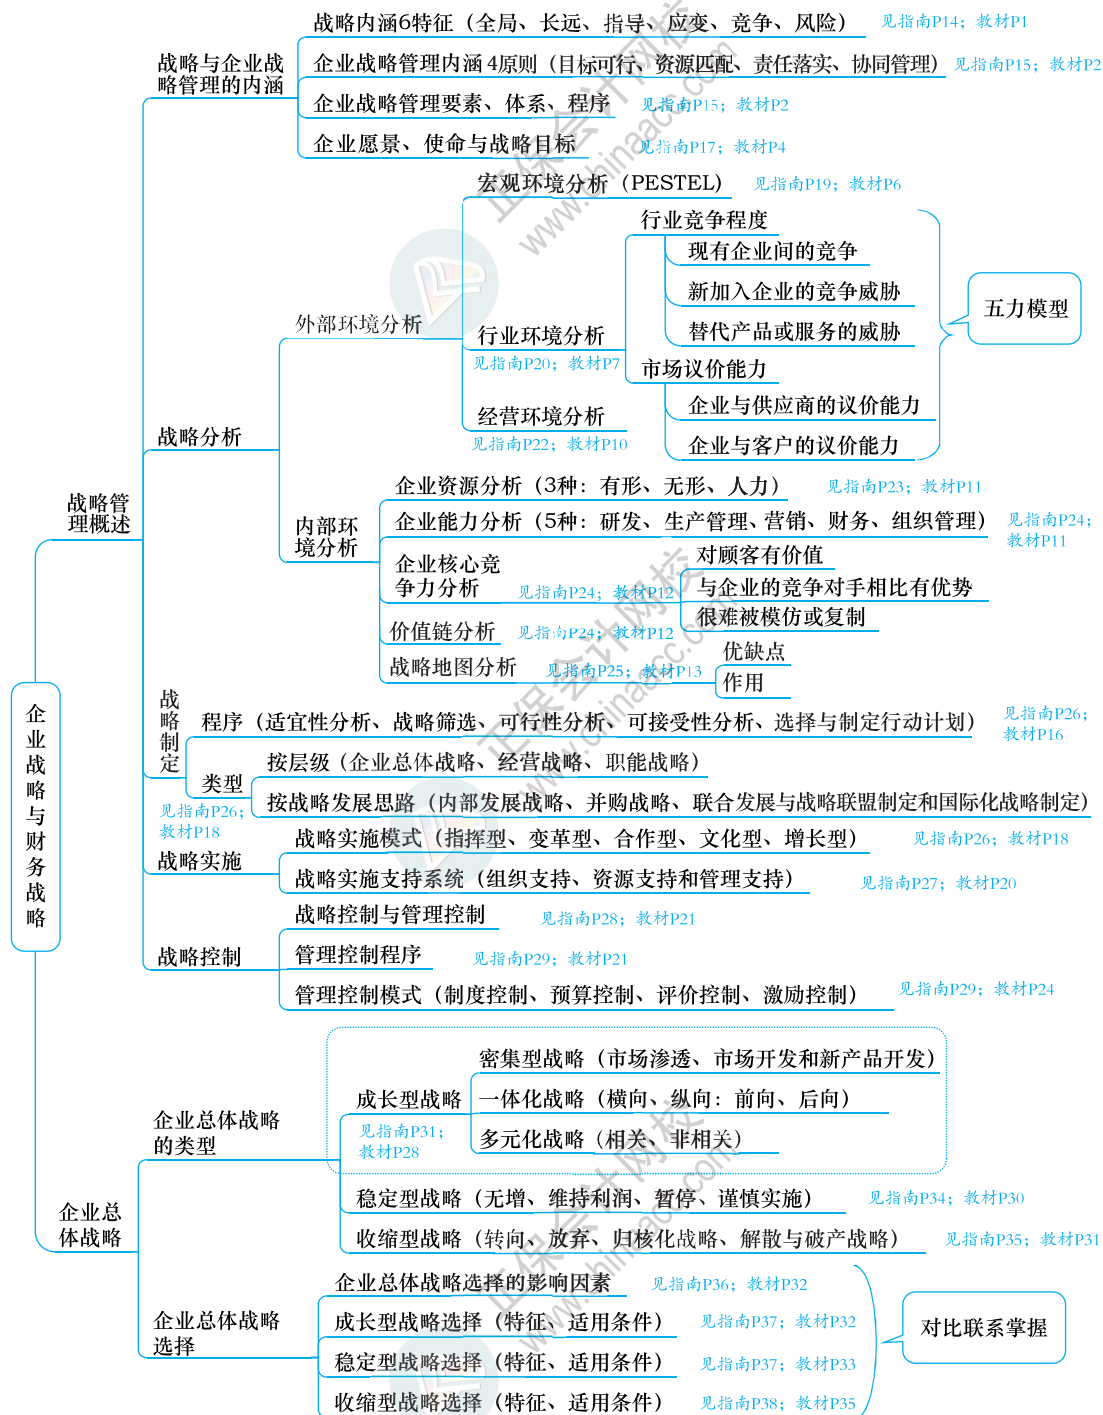 战略内涵6特征（全局、长远、指导、应变、竞争、风险） 见指南P14；教材P1
战略与企业战
略管理的内涵
企业战略管理内涵4原则（目标可行、资源匹配、责任落实、协同管理） 见指南P15；教材P2
企业战略管理要素、体系、程序 见指南P15；教材P2
企业愿景、使命与战略目标 见指南P17；教材P4
宏观环境分析（PESTEL） 见指南P19；教材P6
行业竞争程度
现有企业间的竞争
新加入企业的竞争威胁
替代产品或服务的威胁
五力模型
外部环境分析
行业环境分析
见指南P20；教材P7
市场议价能力
企业与供应商的议价能力
企业与客户的议价能力
经营环境分析
见指南P22；教材P10
战略分析
战略管
理概述
企业资源分析（3种：有形、无形、人力） 见指南P23；教材P11
内部环
境分析
企业能力分析（5种：研发、生产管理、营销、财务、组织管理） 见指南P24；
教材P11
企业核心竞
争力分析 见指南P24；教材P12
对顾客有价值
与企业的竞争对手相比有优势
很难被模仿或复制
价值链分析 见指南P24；教材P12
战略地图分析 见指南P25；教材P13
优缺点
作用
企业战略与财务战略
战略制定
程序（适宜性分析、战略筛选、可行性分析、可接受性分析、选择与制定行动计划） 见指南P26；
教材P16
类型
按层级（企业总体战略、经营战略、职能战略）
按战略发展思路（内部发展战略、并购战略、联合发展与战略联盟制定和国际化战略制定）
见指南P26；
教材P18
战略实施
战略实施模式（指挥型、变革型、合作型、文化型、增长型） 见指南P26；教材P18
战略实施支持系统（组织支持、资源支持和管理支持） 见指南P27；教材P20
战略控制
战略控制与管理控制 见指南P28；教材P21
管理控制程序 见指南P29；教材P21
管理控制模式（制度控制、预算控制、评价控制、激励控制） 见指南P29；教材P24
企业总
体战略
企业总体战略
的类型
成长型战略
见指南P31；
教材P28
密集型战略（市场渗透、市场开发和新产品开发）
一体化战略（横向、纵向：前向、后向）
多元化战略（相关、非相关）
稳定型战略（无增、维持利润、暂停、谨慎实施） 见指南P34；教材P30
收缩型战略（转向、放弃、归核化战略、解散与破产战略） 见指南P35；教材P31
企业总体战略
选择
企业总体战略选择的影响因素 见指南P36；教材P32
成长型战略选择（特征、适用条件） 见指南P37；教材P32
稳定型战略选择（特征、适用条件） 见指南P37；教材P33
收缩型战略选择（特征、适用条件） 见指南P38；教材P35
对比联系掌握
正保会计网校
www.chinaacc.com
正保会计网校
www.chinaacc.com
正保会计网校
www.chinaacc.com